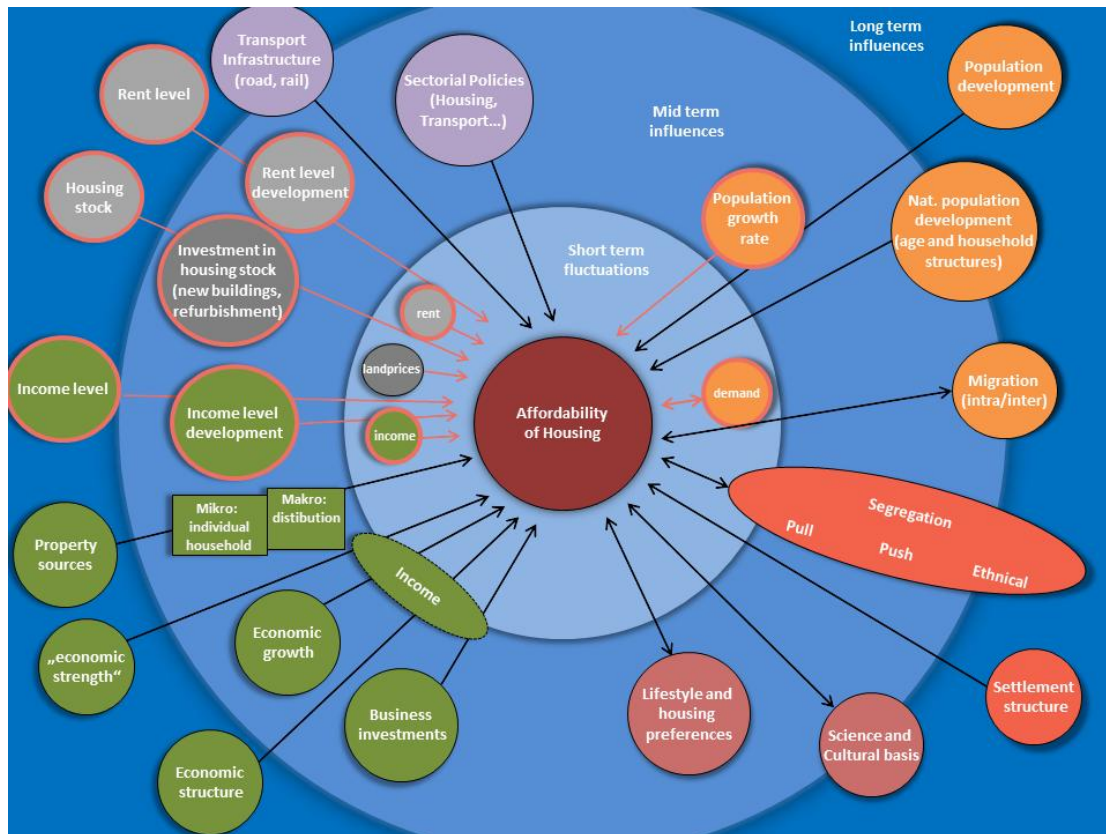 Long term
influences
Transport
Infrastructure
(road, rail)
Sectorial Policies
(Housing,
Transport...)
Population
development
Rent level
Mid term
influences
Rent level
development
Housing
stock
Population
growth
rate
Nat. population
development
(age and household
structures)
Investment in
housing stock
(new buildings,
refurbishment)
Short term
fluctuations
rent
landprices
Income level
Income level
development
income
Affordability
of Housing
demand
Migration
(intra/inter)
Mikro:
individual
household
Makro:
distibution
Property
sources
Segregation
Pull
Push
Ethnical
Income
„economic
strength“
Economic
growth
Business
investments
Economic
structure
Lifestyle and
housing
preferences
Science and
Cultural basis
Settlement
structure